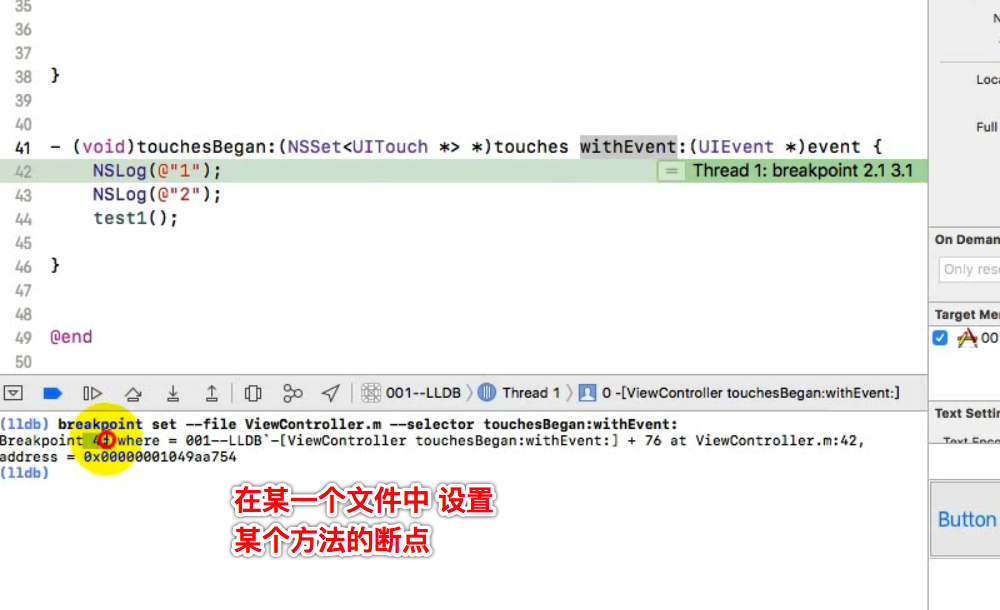 35
36
37
38 }
39
40
41 - (void)touchesBegan:(NSSet<UITouch *> *)touches withEvent:(UIEvent *)event {
42 NSLog(@"1"); = Thread 1: breakpoint 2.1 3.1
43 NSLog(@"2");
44 test1();
45
46 }
47
48
49 @end
50
Loca
Full
On Deman
Only reso
Target Mem
00
Text Settin
Text Enco
Button
001--LLDB Thread 1 0 -[ViewController touchesBegan:withEvent:]
(lldb) breakpoint set --file ViewController.m --selector touchesBegan:withEvent:
Breakpoint where = 001--LLDB`-[ViewController touchesBegan:withEvent:] + 76 at ViewController.m:42,
address = 0x00000001049aa754
(lldb)
在某一个文件中 设置
某个方法的断点